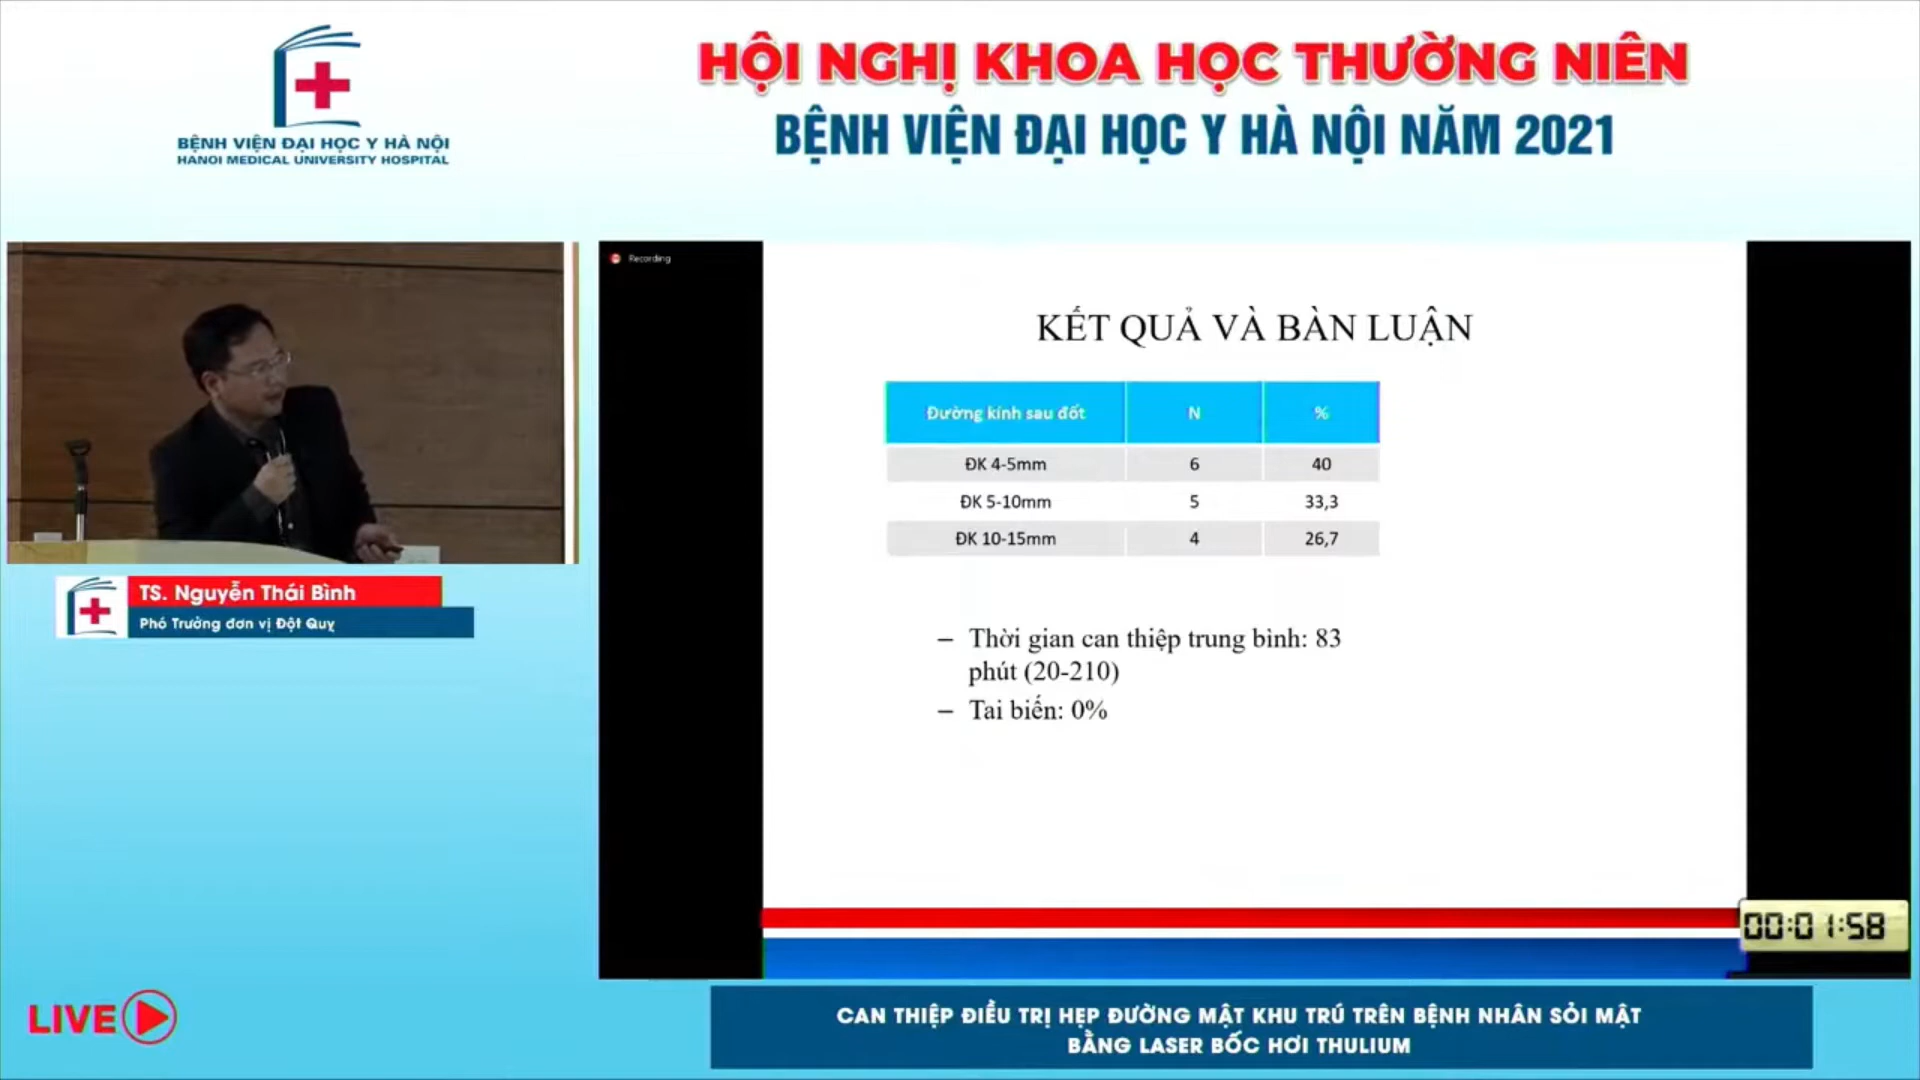 BỆNH VIỆN ĐẠI HỌC Y HÀ NỘI
HANOI MEDICAL UNIVERSITY HOSPITAL
HỘI NGHỊ KHOA HỌC THƯỜNG NIÊN
BỆNH VIỆN ĐẠI HỌC Y HÀ NỘI NĂM 2021
Recording
KẾT QUẢ VÀ BÀN LUẬN
Đường kính sau đốt N %
ĐK 4-5mm 6 40
ĐK 5-10mm 5 33,3
ĐK 10-15mm 4 26,7
– Thời gian can thiệp trung bình: 83
phút (20-210)
– Tai biến: 0%
TS. Nguyễn Thái Bình
Phó Trưởng đơn vị Đột Quỵ
00:01:58
LIVE
CAN THIỆP ĐIỀU TRỊ HẸP ĐƯỜNG MẬT KHU TRÚ TRÊN BỆNH NHÂN SỎI MẬT
BẰNG LASER BỐC HƠI THULIUM